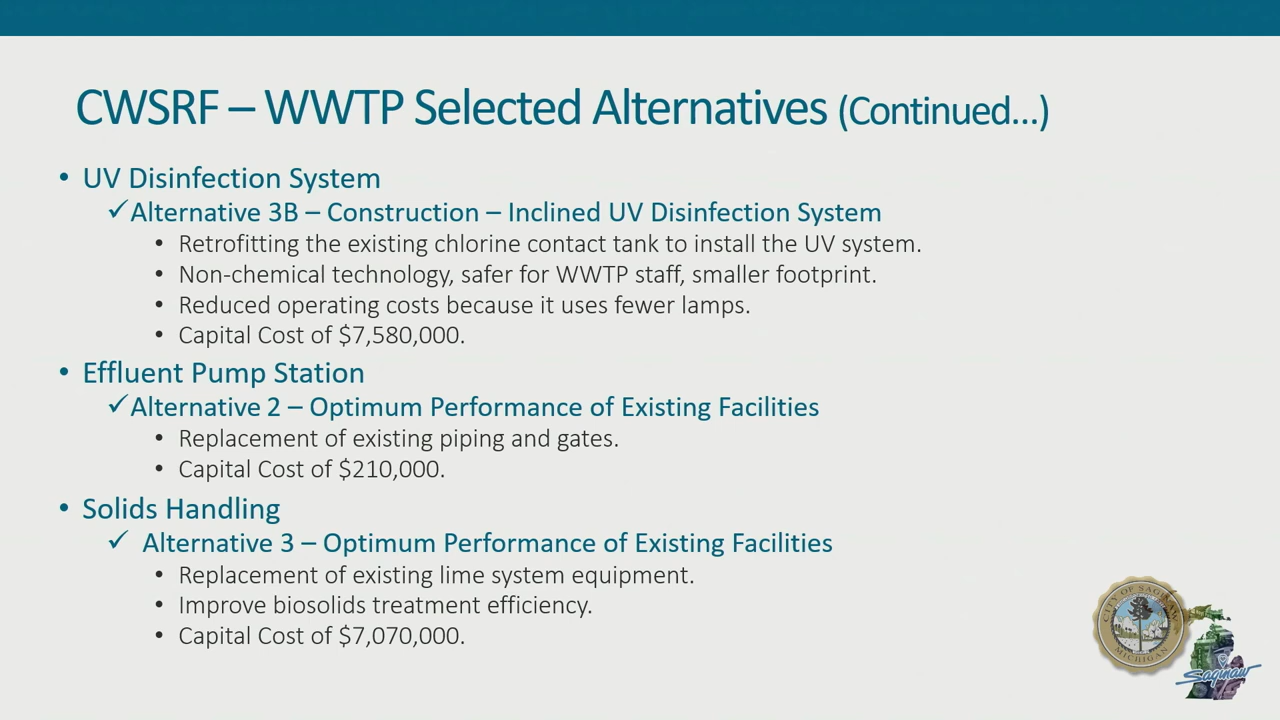 CWSRF – WWTP Selected Alternatives (Continued...)
• UV Disinfection System
✓Alternative 3B – Construction – Inclined UV Disinfection System
• Retrofitting the existing chlorine contact tank to install the UV system.
• Non-chemical technology, safer for WWTP staff, smaller footprint.
• Reduced operating costs because it uses fewer lamps.
• Capital Cost of $7,580,000.
• Effluent Pump Station
✓Alternative 2 – Optimum Performance of Existing Facilities
• Replacement of existing piping and gates.
• Capital Cost of $210,000.
• Solids Handling
✓ Alternative 3 – Optimum Performance of Existing Facilities
• Replacement of existing lime system equipment.
• Improve biosolids treatment efficiency.
• Capital Cost of $7,070,000.
CITY OF SAGINAW
MICHIGAN
Saginaw